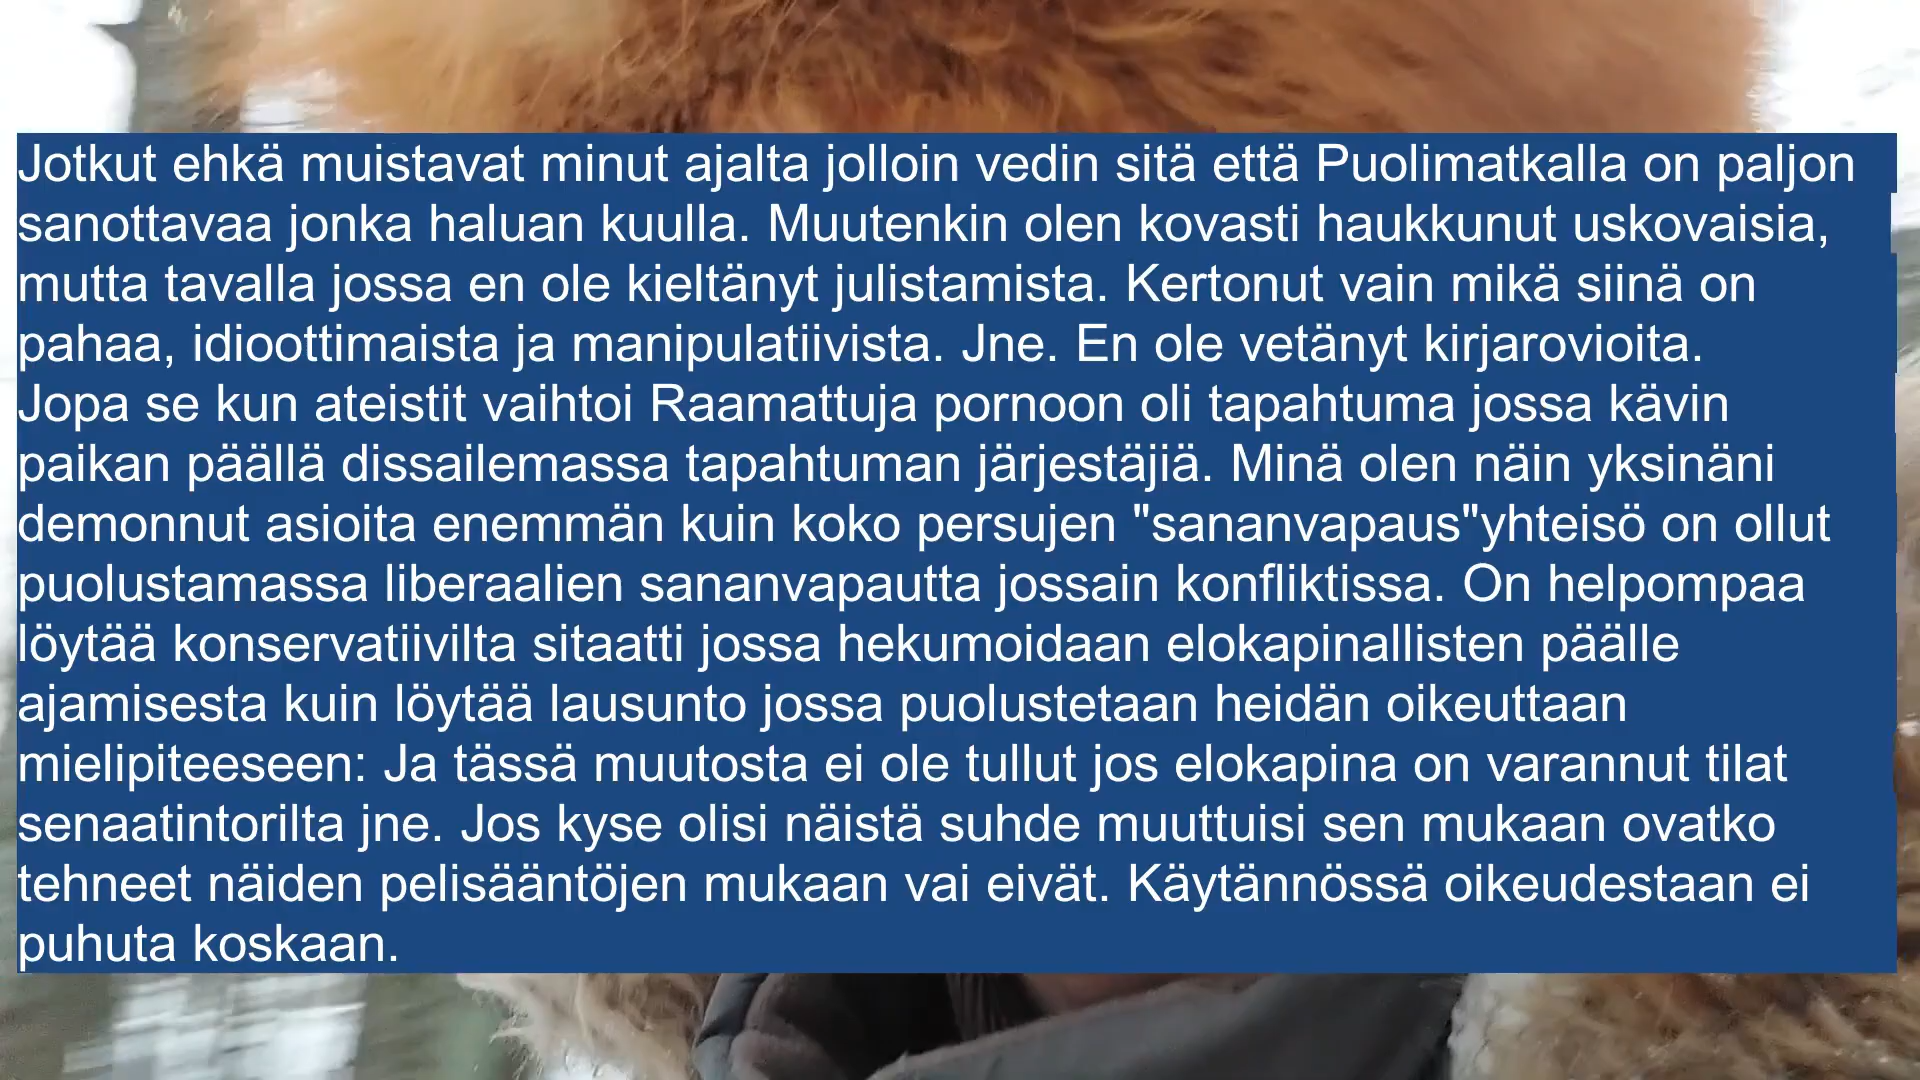 Jotkut ehkä muistavat minut ajalta jolloin vedin sitä että Puolimatkalla on paljon
sanottavaa jonka haluan kuulla. Muutenkin olen kovasti haukkunut uskovaisia,
mutta tavalla jossa en ole kieltänyt julistamista. Kertonut vain mikä siinä on
pahaa, idioottimaista ja manipulatiivista. Jne. En ole vetänyt kirjarovioita.
Jopa se kun ateistit vaihtoi Raamattuja pornoon oli tapahtuma jossa kävin
paikan päällä dissailemassa tapahtuman järjestäjiä. Minä olen näin yksinäni
demonnut asioita enemmän kuin koko persujen "sananvapaus"yhteisö on ollut
puolustamassa liberaalien sananvapautta jossain konfliktissa. On helpompaa
löytää konservatiivilta sitaatti jossa hekumoidaan elokapinallisten päälle
ajamisesta kuin löytää lausunto jossa puolustetaan heidän oikeuttaan
mielipiteeseen: Ja tässä muutosta ei ole tullut jos elokapina on varannut tilat
senaatintorilta jne. Jos kyse olisi näistä suhde muuttuisi sen mukaan ovatko
tehneet näiden pelisääntöjen mukaan vai eivät. Käytännössä oikeudestaan ei
puhuta koskaan.